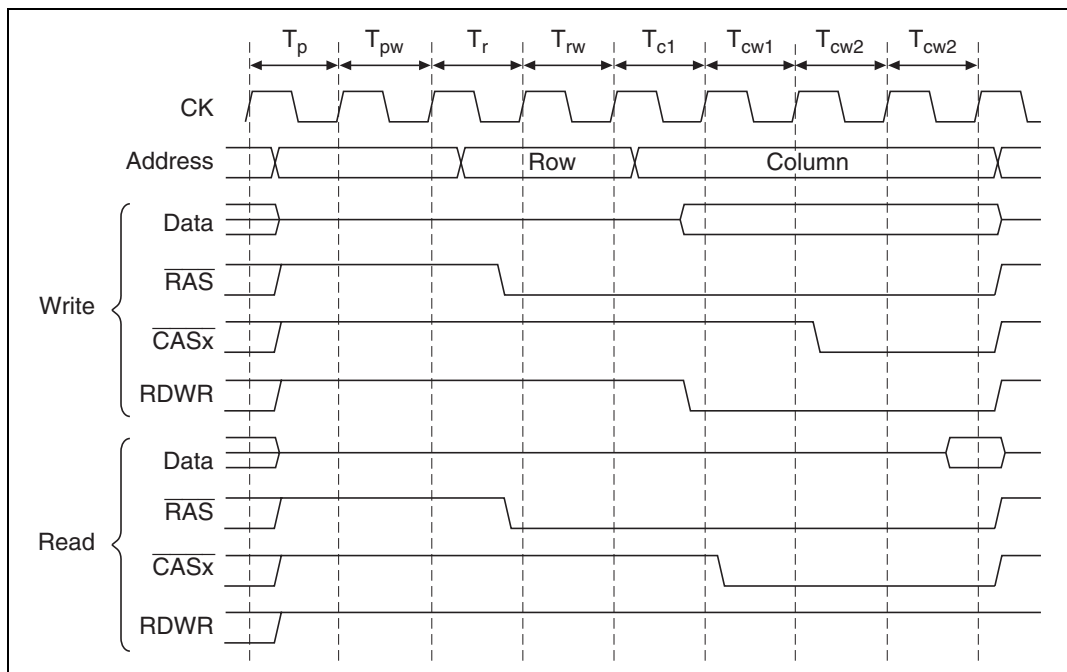 Tp Tpw Tr Trw Tc1 Tcw1 Tcw2 Tcw2
CK
Address Row Column
Write
Data
RAS
CASx
RDWR
Read
Data
RAS
CASx
RDWR